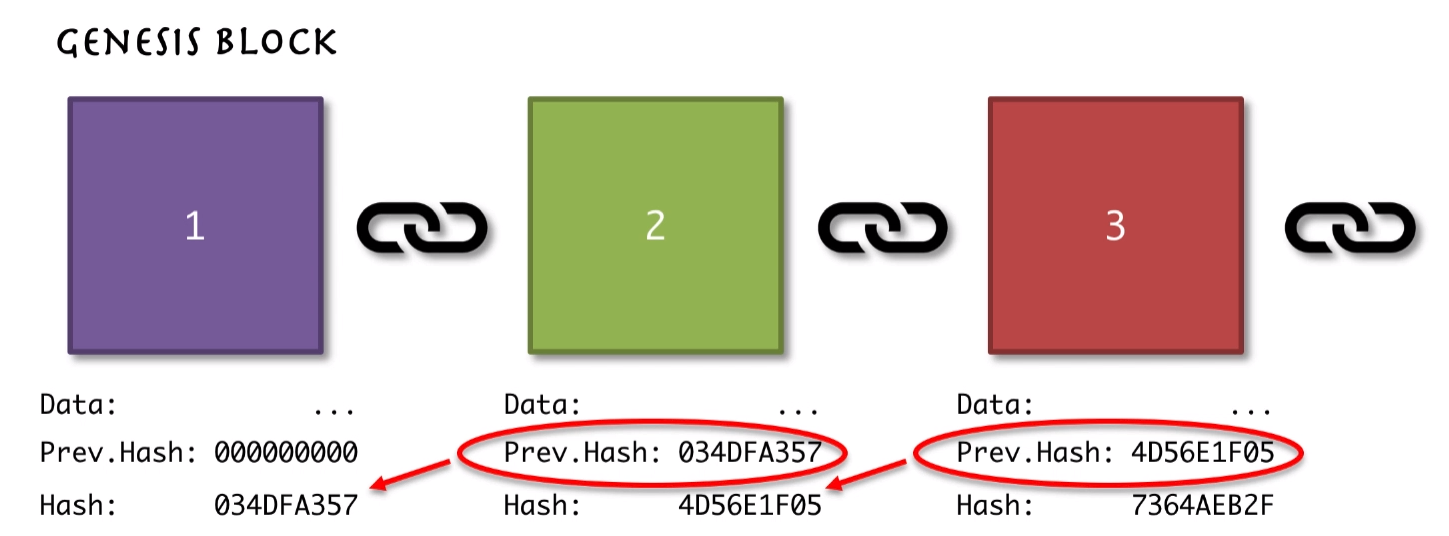 GENESIS BLOCK
1
2
3
Data: ...
Prev.Hash: 000000000
Hash: 034DFA357
Data: ...
Prev.Hash: 034DFA357
Hash: 4D56E1F05
Data: ...
Prev.Hash: 4D56E1F05
Hash: 7364AEB2F